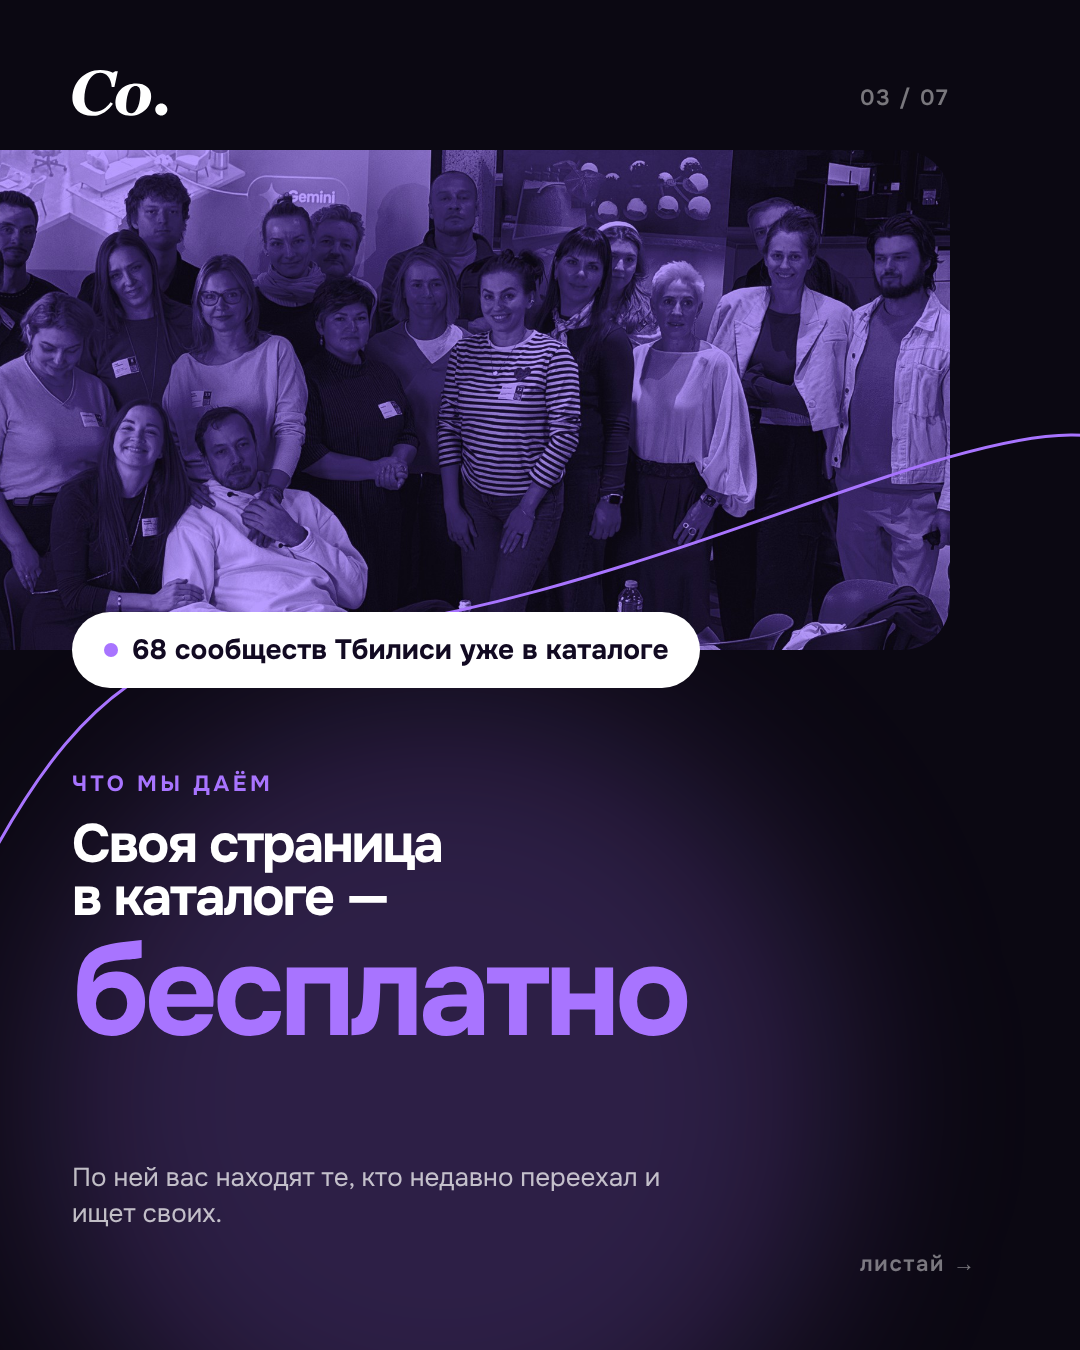 Co.
03 / 07
Gemini
68 сообществ Тбилиси уже в каталоге
ЧТО МЫ ДАЁМ
Своя страница
в каталоге —
бесплатно
По ней вас находят те, кто недавно переехал и
ищет своих.
листай →